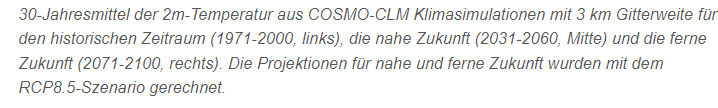 30-Jahresmittel der 2m-Temperatur aus COSMO-CLM Klimasimulationen mit 3 km Gitterweite für
den historischen Zeitraum (1971-2000, links), die nahe Zukunft (2031-2060, Mitte) und die ferne
Zukunft (2071-2100, rechts). Die Projektionen für nahe und ferne Zukunft wurden mit dem
RCP8.5-Szenario gerechnet.